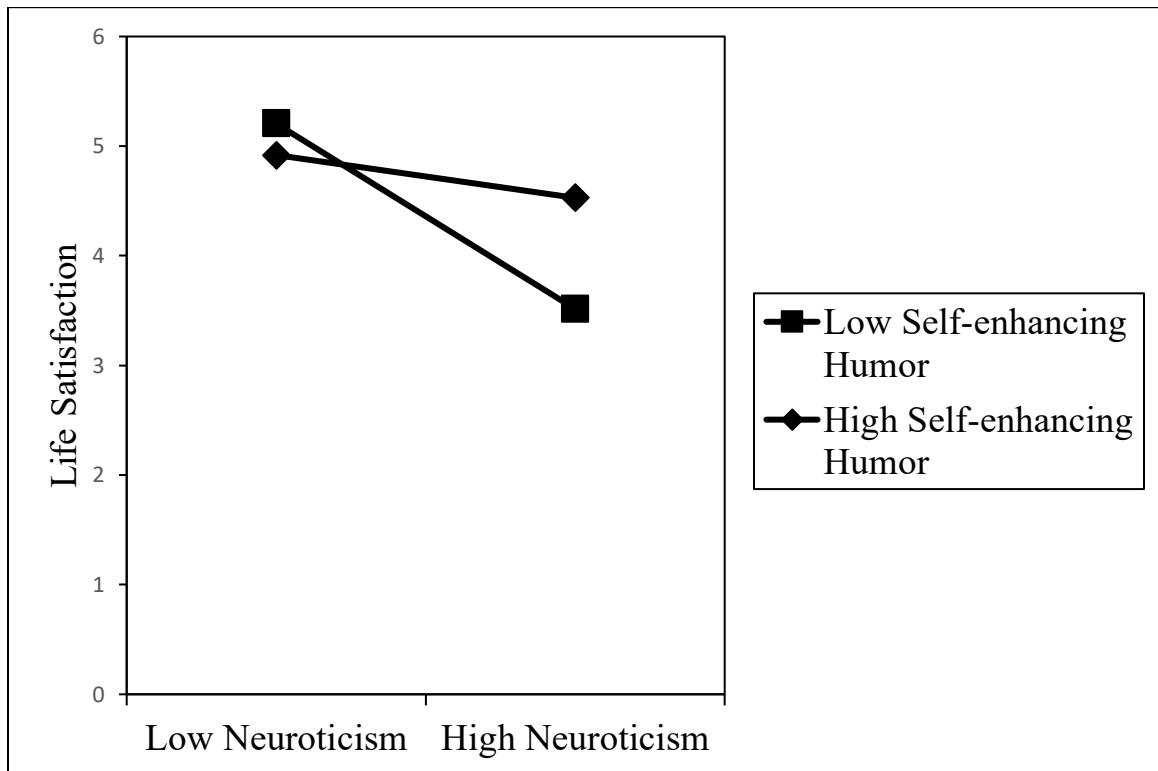 6
5
4
3
2
1
0
Life Satisfaction
Low Neuroticism
High Neuroticism
Low Self-enhancing
Humor
High Self-enhancing
Humor